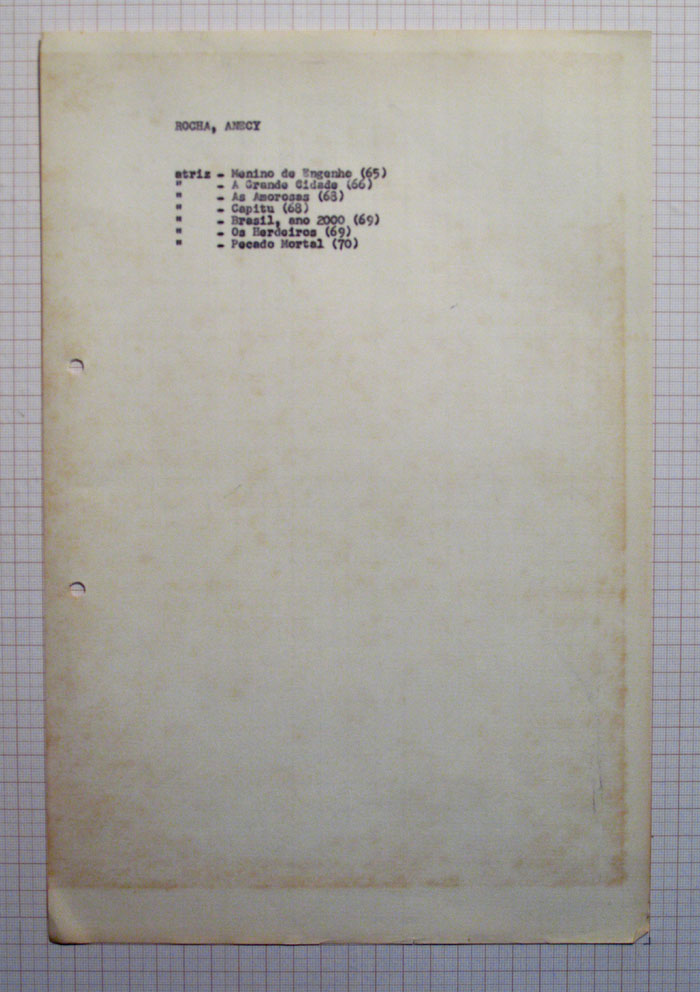 ROCHA, ANECY
atriz - Menino de Engenho (65)
" - A Grande Cidade (66)
" - As Amorosas (68)
" - Capitu (68)
" - Brasil, ano 2000 (69)
" - Os Herdeiros (69)
" - Pecado Mortal (70)